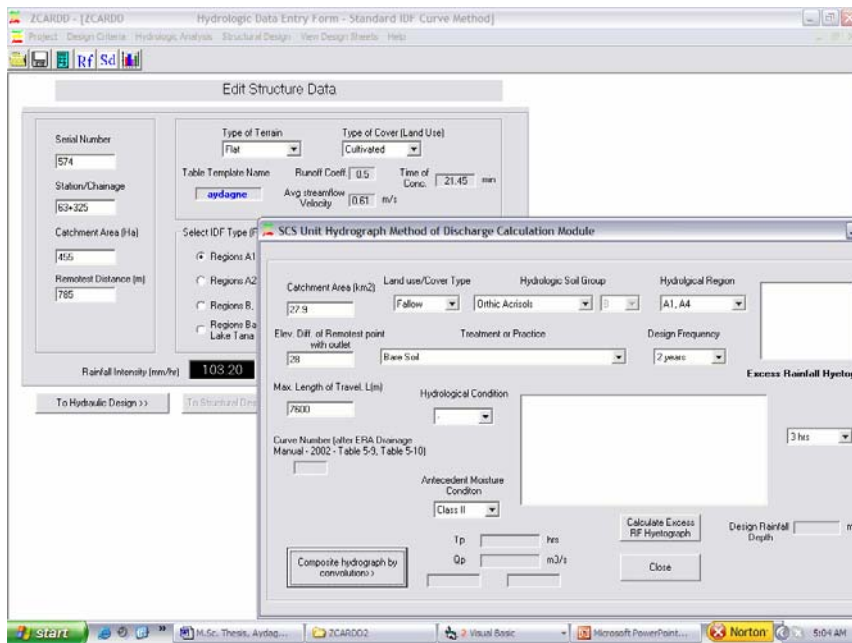 ZCARDD - [ZCARDD Hydrologic Data Entry Form - Standard IDF Curve Method]
Project Design Criteria Hydrologic Analysis Structural Design View Design Sheets Help
Rf Sd
Edit Structure Data
Serial Number
574
Station/Chainage
63+325
Catchment Area (Ha)
455
Remotest Distance (m)
785
Type of Terrain
Flat
Type of Cover (Land Use)
Cultivated
Table Template Name
aydagne
Runoff Coeff. 0.5
Time of Conc. 21.45 min
Avg streamflow Velocity 0.61 m/s
Select IDF Type (F
Regions A1
Regions A2
Regions B,
Regions Ba
Lake Tana
Rainfall Intensity (mm/hr) 103.20
To Hydraulic Design >>
To Structural Des
SCS Unit Hydrograph Method of Discharge Calculation Module
Catchment Area (km2)
27.9
Land use/Cover Type
Fallow
Hydrologic Soil Group
Orthic Acrisols
B
Hydrolgical Region
A1, A4
Elev. Diff. of Remotest point with outlet
28
Treatment or Practice
Bare Soil
Design Frequency
2 years
Excess Rainfall Hyetog
Max. Length of Travel, L(m)
7600
Hydrological Condition
-
3 hrs
Curve Number (after ERA Drainage
Manual - 2002 - Table 5-9, Table 5-10)
Antecedent Moisture
Condition
Class II
Tp hrs
Qp m3/s
Calculate Excess
RF Hyetograph
Design Rainfall
Depth
m
Composite hydrograph by
convolution>>
Close
start
M.Sc. Thesis, Aydag...
ZCARDD2
2 Visual Basic
Microsoft PowerPoint...
Norton
5:04 AM